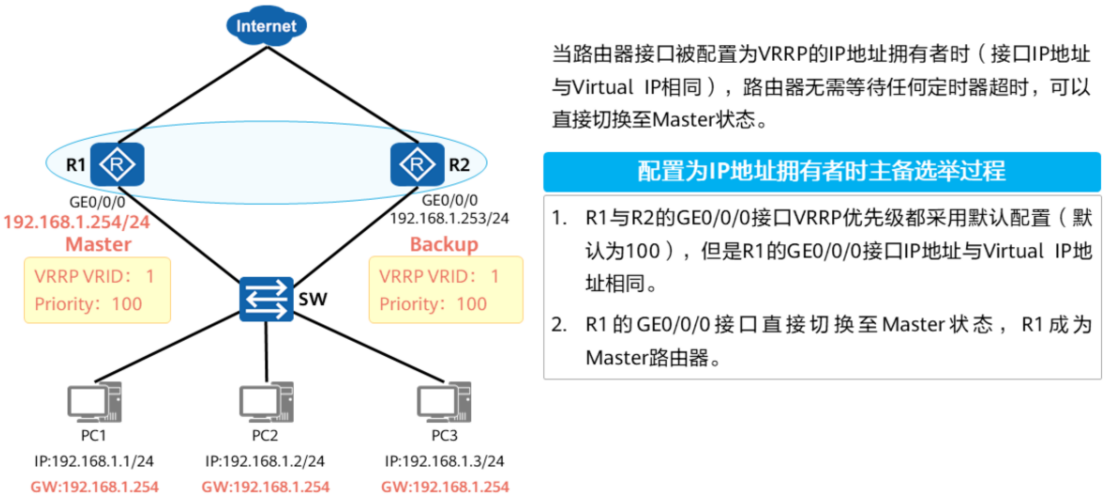 Internet
R1
R2
GE0/0/0
192.168.1.254/24
Master
VRRP VRID： 1
Priority：100
GE0/0/0
192.168.1.253/24
Backup
VRRP VRID： 1
Priority：100
SW
PC1
IP:192.168.1.1/24
GW:192.168.1.254
PC2
IP:192.168.1.2/24
GW:192.168.1.254
PC3
IP:192.168.1.3/24
GW:192.168.1.254
当路由器接口被配置为VRRP的IP地址拥有者时（接口IP地址
与Virtual IP相同），路由器无需等待任何定时器超时，可以
直接切换至Master状态。
配置为IP地址拥有者时主备选举过程
1. R1与R2的GE0/0/0接口VRRP优先级都采用默认配置（默
认为100），但是R1的GE0/0/0接口IP地址与Virtual IP地
址相同。
2. R1的GE0/0/0接口直接切换至Master状态，R1成为
Master路由器。